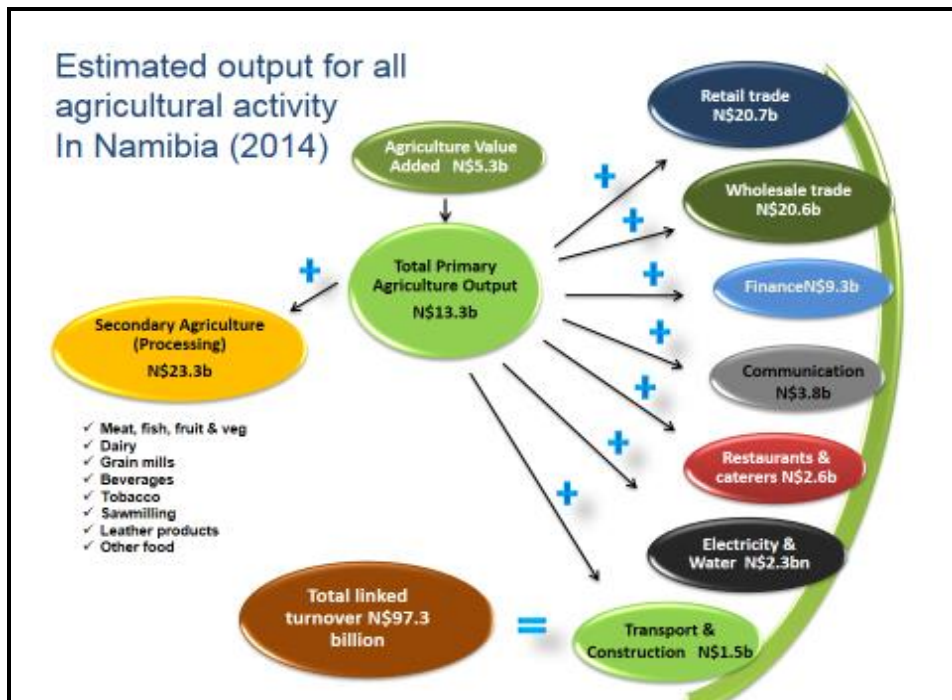 Estimated output for all
agricultural activity
In Namibia (2014)
Agriculture Value
Added N$5.3b
Total Primary
Agriculture Output
N$13.3b
Secondary Agriculture
(Processing)
N$23.3b
✓ Meat, fish, fruit & veg
✓ Dairy
✓ Grain mills
✓ Beverages
✓ Tobacco
✓ Sawmilling
✓ Leather products
✓ Other food
Retail trade
N$20.7b
Wholesale trade
N$20.6b
FinanceN$9.3b
Communication
N$3.8b
Restaurants &
caterers N$2.6b
Electricity &
Water N$2.3bn
Transport &
Construction N$1.5b
=
Total linked
turnover N$97.3
billion
+
+
+
+
+
+
+
+